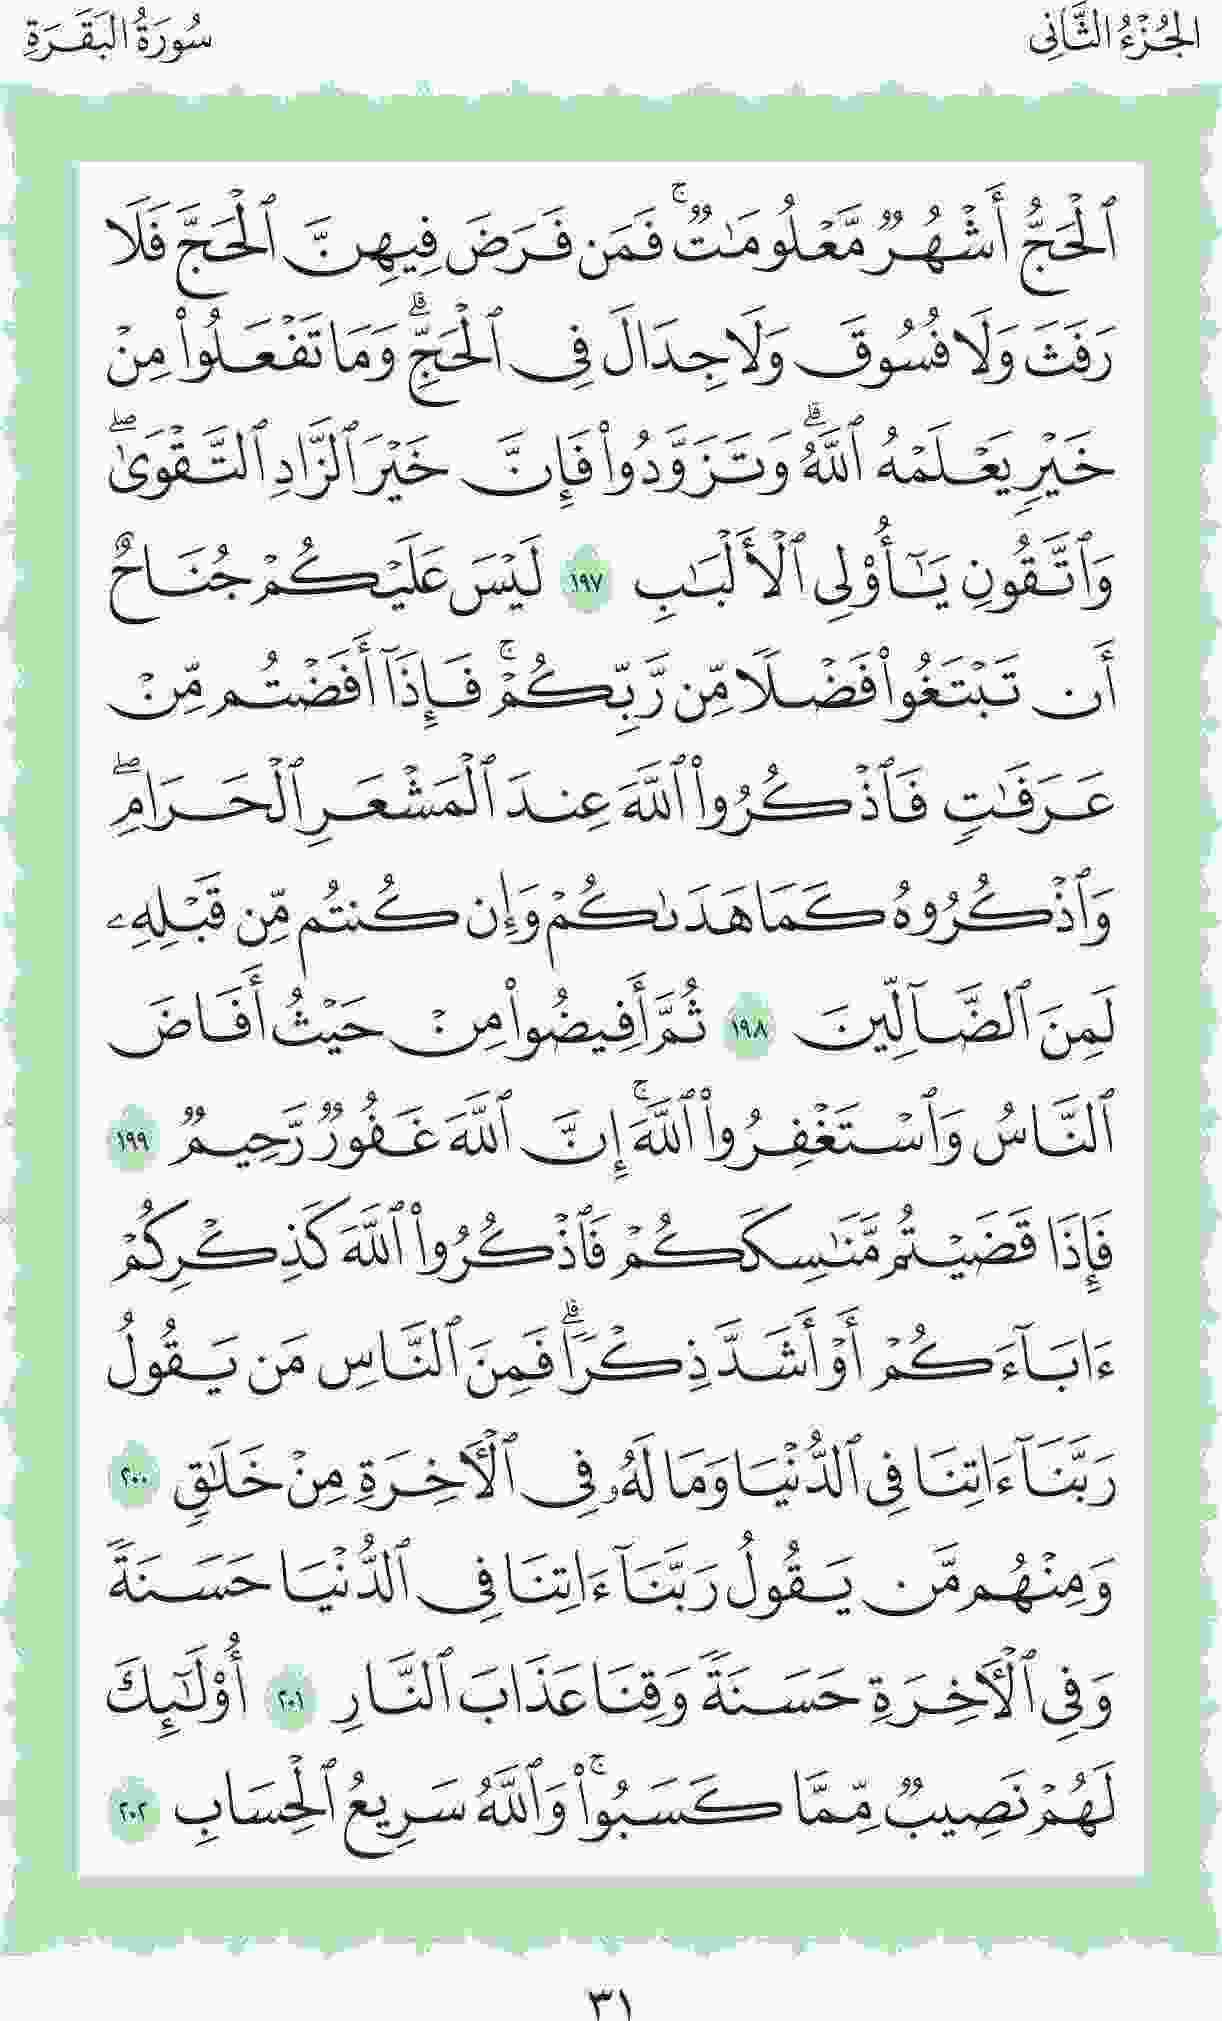 الجُزْءُ الثَّانِي
سُورَةُ البَقَرَةِ
ٱلْحَجُّ أَشْهُرٌ مَّعْلُومَٰتٌ ۚ فَمَن فَرَضَ فِيهِنَّ ٱلْحَجَّ فَلَا
رَفَثَ وَلَا فُسُوقَ وَلَا جِدَالَ فِى ٱلْحَجِّ ۗ وَمَا تَفْعَلُوا۟ مِنْ
خَيْرٍ يَعْلَمْهُ ٱللَّهُ ۗ وَتَزَوَّدُوا۟ فَإِنَّ خَيْرَ ٱلزَّادِ ٱلتَّقْوَىٰ ۖ
وَٱتَّقُونِ يَـٰٓأُو۟لِى ٱلْأَلْبَـٰبِ ١٩٧ لَيْسَ عَلَيْكُمْ جُنَاحٌ
أَن تَبْتَغُوا۟ فَضْلًا مِّن رَّبِّكُمْ ۚ فَإِذَآ أَفَضْتُم مِّنْ
عَرَفَـٰتٍ فَٱذْكُرُوا۟ ٱللَّهَ عِندَ ٱلْمَشْعَرِ ٱلْحَرَامِ ۖ
وَٱذْكُرُوهُ كَمَا هَدَىٰكُمْ وَإِن كُنتُم مِّن قَبْلِهِۦ
لَمِنَ ٱلضَّآلِّينَ ١٩٨ ثُمَّ أَفِيضُوا۟ مِنْ حَيْثُ أَفَاضَ
ٱلنَّاسُ وَٱسْتَغْفِرُوا۟ ٱللَّهَ ۚ إِنَّ ٱللَّهَ غَفُورٌ رَّحِيمٌ ١٩٩
فَإِذَا قَضَيْتُم مَّنَـٰسِكَكُمْ فَٱذْكُرُوا۟ ٱللَّهَ كَذِكْرِكُمْ
ءَابَآءَكُمْ أَوْ أَشَدَّ ذِكْرًا ۗ فَمِنَ ٱلنَّاسِ مَن يَقُولُ
رَبَّنَآ ءَاتِنَا فِى ٱلدُّنْيَا وَمَا لَهُۥ فِى ٱلْـَٔاخِرَةِ مِنْ خَلَـٰقٍ ٢٠٠
وَمِنْهُم مَّن يَقُولُ رَبَّنَآ ءَاتِنَا فِى ٱلدُّنْيَا حَسَنَةً
وَفِى ٱلْـَٔاخِرَةِ حَسَنَةً وَقِنَا عَذَابَ ٱلنَّارِ ٢٠١ أُو۟لَـٰٓئِكَ
لَهُمْ نَصِيبٌ مِّمَّا كَسَبُوا۟ ۚ وَٱللَّهُ سَرِيعُ ٱلْحِسَابِ ٢٠٢
٣١